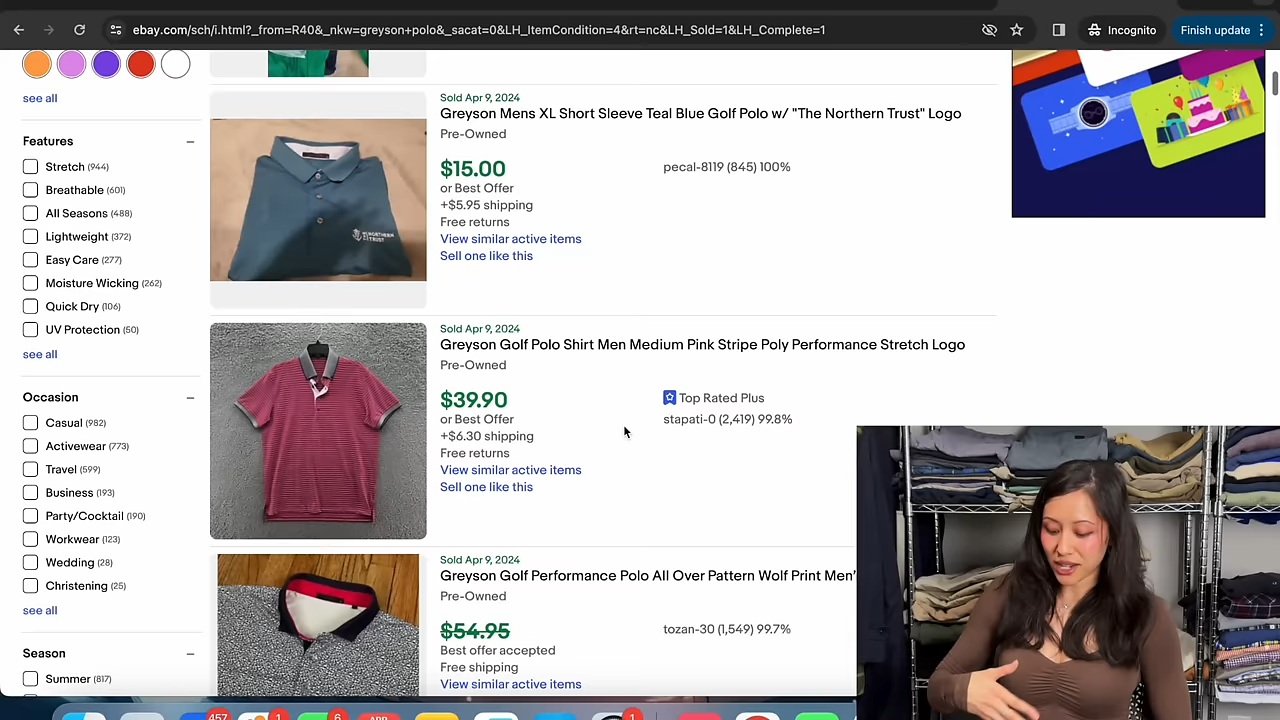 ebay.com/sch/i.html?_from=R40&_nkw=greyson+polo&_sacat=0&LH_ItemCondition=4&rt=nc&LH_Sold=1&LH_Complete=1
Incognito
Finish update
see all
Features
Stretch (944)
Breathable (601)
All Seasons (488)
Lightweight (372)
Easy Care (277)
Moisture Wicking (262)
Quick Dry (106)
UV Protection (50)
see all
Occasion
Casual (982)
Activewear (773)
Travel (599)
Business (193)
Party/Cocktail (190)
Workwear (123)
Wedding (28)
Christening (25)
see all
Season
Summer (817)
Sold Apr 9, 2024
Greyson Mens XL Short Sleeve Teal Blue Golf Polo w/ "The Northern Trust" Logo
Pre-Owned
$15.00
or Best Offer
+$5.95 shipping
Free returns
View similar active items
Sell one like this
pecal-8119 (845) 100%
NORTHERN
TRUST
Sold Apr 9, 2024
Greyson Golf Polo Shirt Men Medium Pink Stripe Poly Performance Stretch Logo
Pre-Owned
$39.90
or Best Offer
+$6.30 shipping
Free returns
View similar active items
Sell one like this
Top Rated Plus
stapati-0 (2,419) 99.8%
Sold Apr 9, 2024
Greyson Golf Performance Polo All Over Pattern Wolf Print Men'
Pre-Owned
$54.95
Best offer accepted
Free shipping
View similar active items
tozan-30 (1,549) 99.7%
457
1
6
APP
1